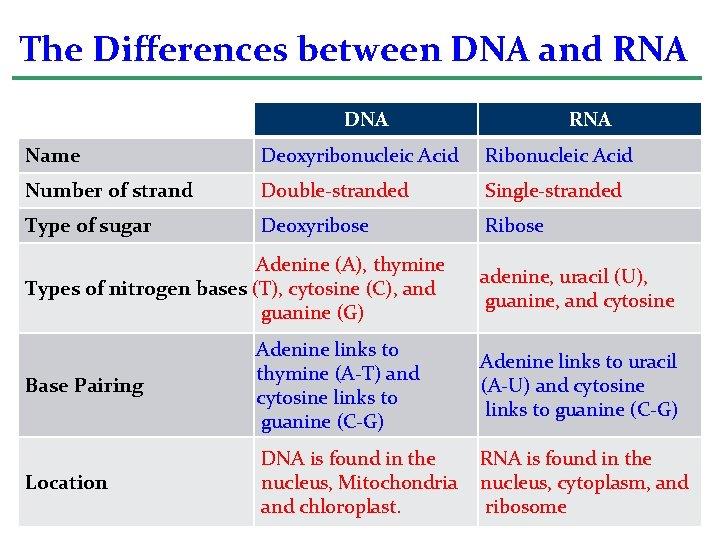 The Differences between DNA and RNA
DNA RNA
Name Deoxyribonucleic Acid Ribonucleic Acid
Number of strand Double-stranded Single-stranded
Type of sugar Deoxyribose Ribose
Types of nitrogen bases
Adenine (A), thymine
(T), cytosine (C), and
guanine (G)
adenine, uracil (U),
guanine, and cytosine
Base Pairing
Adenine links to
thymine (A-T) and
cytosine links to
guanine (C-G)
Adenine links to uracil
(A-U) and cytosine
links to guanine (C-G)
Location
DNA is found in the
nucleus, Mitochondria
and chloroplast.
RNA is found in the
nucleus, cytoplasm, and
ribosome